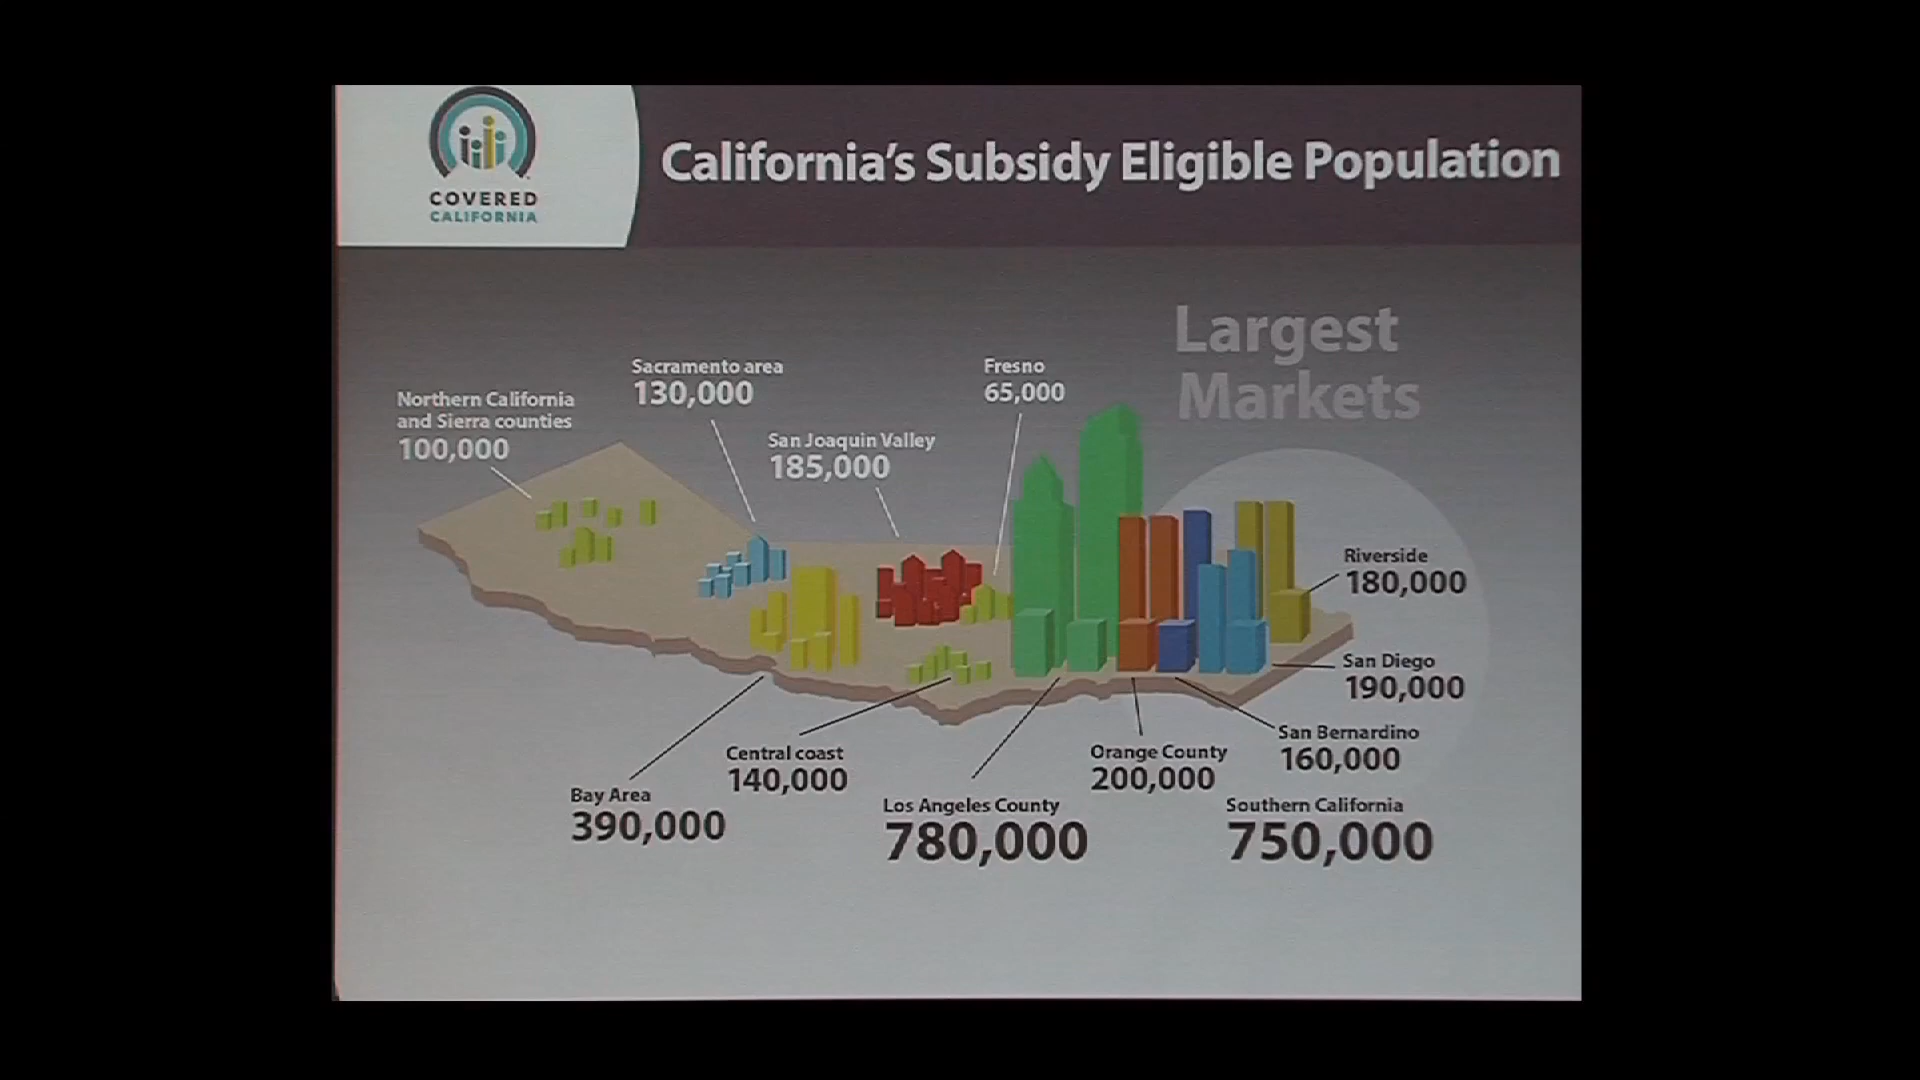 COVERED
CALIFORNIA
California's Subsidy Eligible Population
Largest
Markets
Northern California
and Sierra counties
100,000
Sacramento area
130,000
San Joaquin Valley
185,000
Fresno
65,000
Riverside
180,000
San Diego
190,000
San Bernardino
160,000
Orange County
200,000
Central coast
140,000
Bay Area
390,000
Los Angeles County
780,000
Southern California
750,000